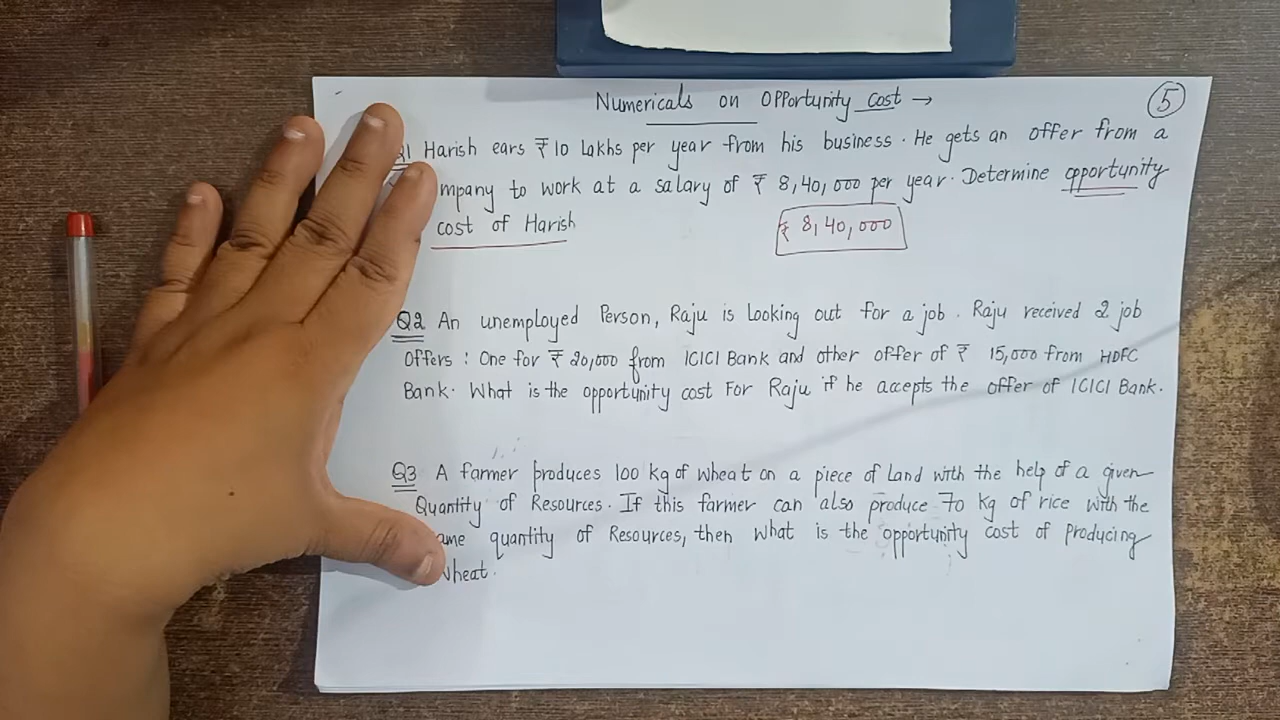 Numericals on Opportunity Cost →
5
Q1 Harish ears ₹ 10 Lakhs per year from his business. He gets an offer from a
mpany to work at a salary of ₹ 8,40,000 per year. Determine opportunity
cost of Harish
₹ 8,40,000
Q2 An unemployed Person, Raju is Looking out for a job. Raju received 2 job
Offers : One for ₹ 20,000 from ICICI Bank and other offer of ₹ 15,000 from HDFC
Bank. What is the opportunity cost For Raju if he accepts the offer of ICICI Bank.
Q3 A farmer produces 100 kg of wheat on a piece of Land with the help of a given
Quantity of Resources. If this farmer can also produce 70 kg of rice with the
ame quantity of Resources, then what is the opportunity cost of Producing
wheat.